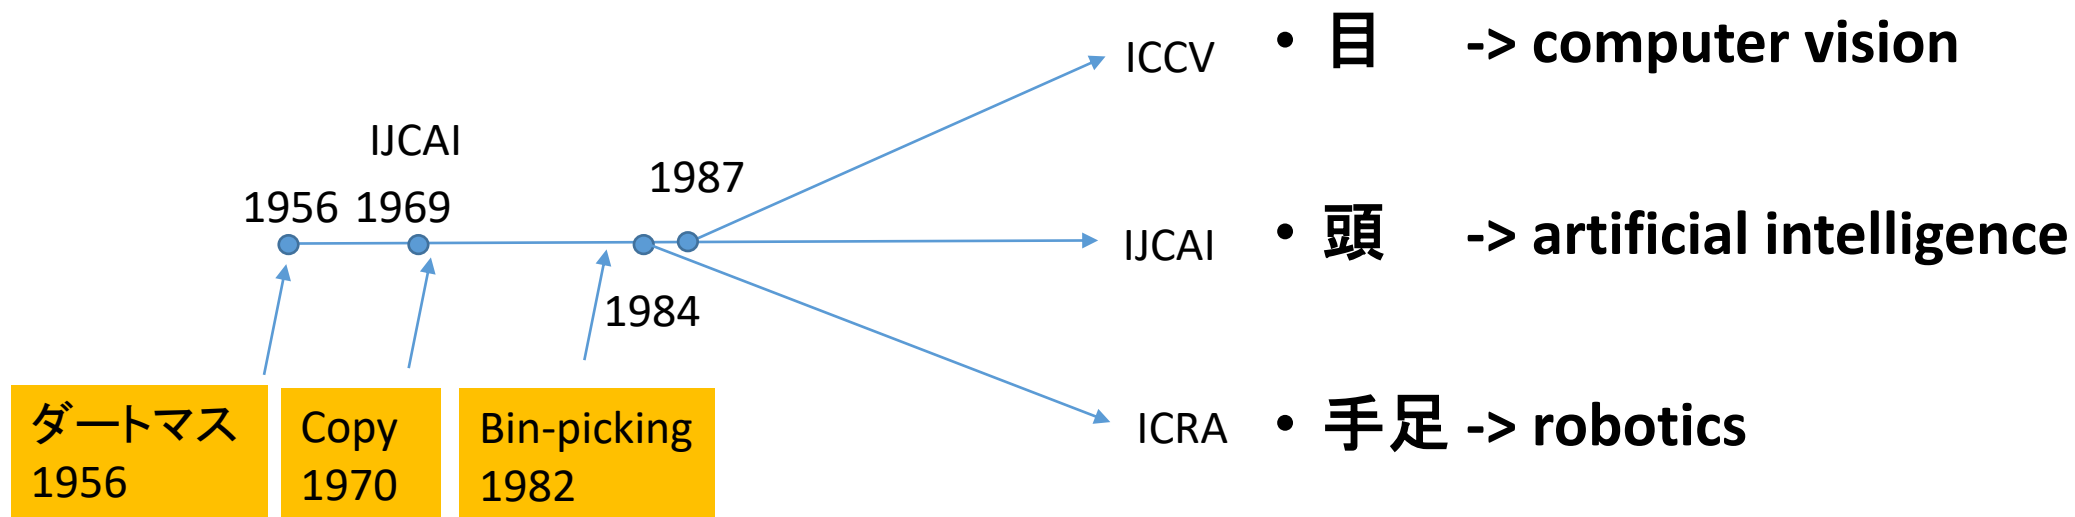 ICCV
• 目 -> computer vision
IJCAI
1987
1956 1969
IJCAI
• 頭 -> artificial intelligence
1984
ICRA
• 手足 -> robotics
ダートマス
1956
Copy
1970
Bin-picking
1982